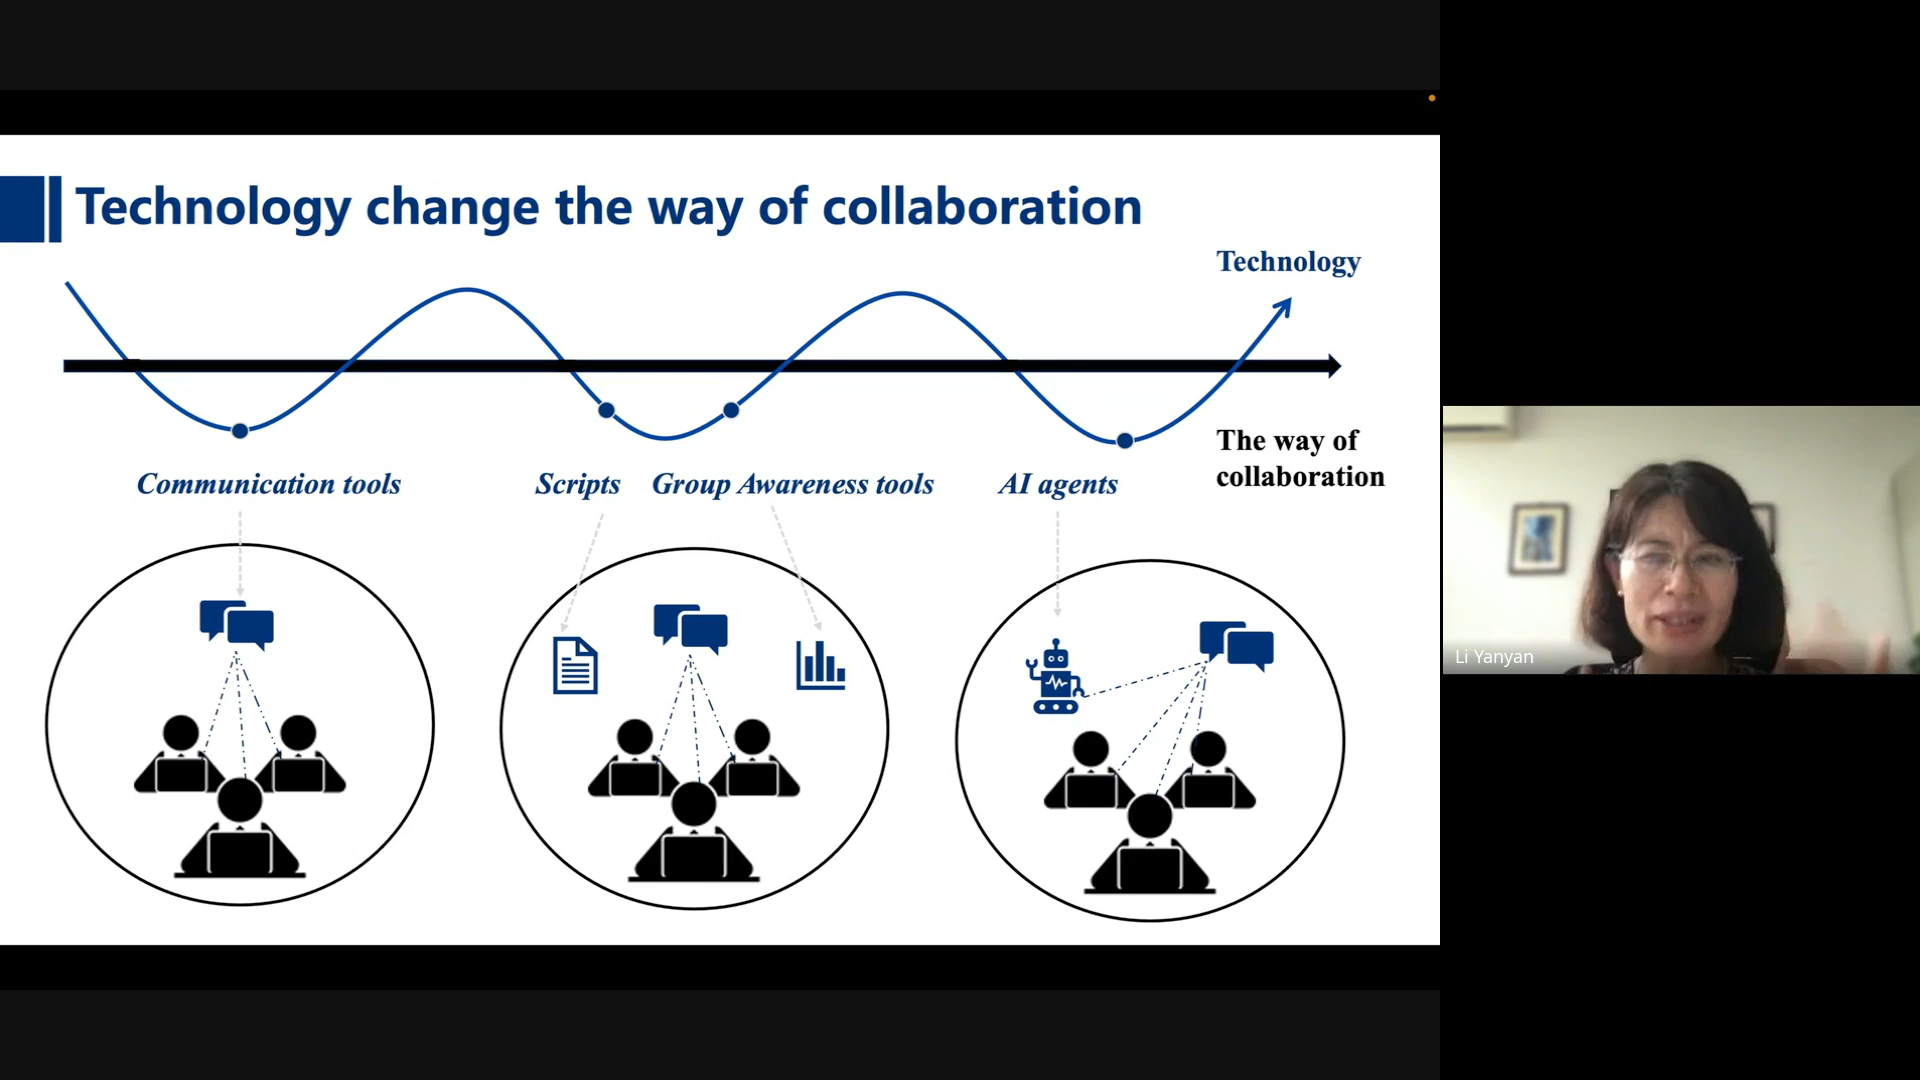 Technology change the way of collaboration
Technology
The way of
collaboration
Communication tools
Scripts
Group Awareness tools
AI agents
Li Yanyan